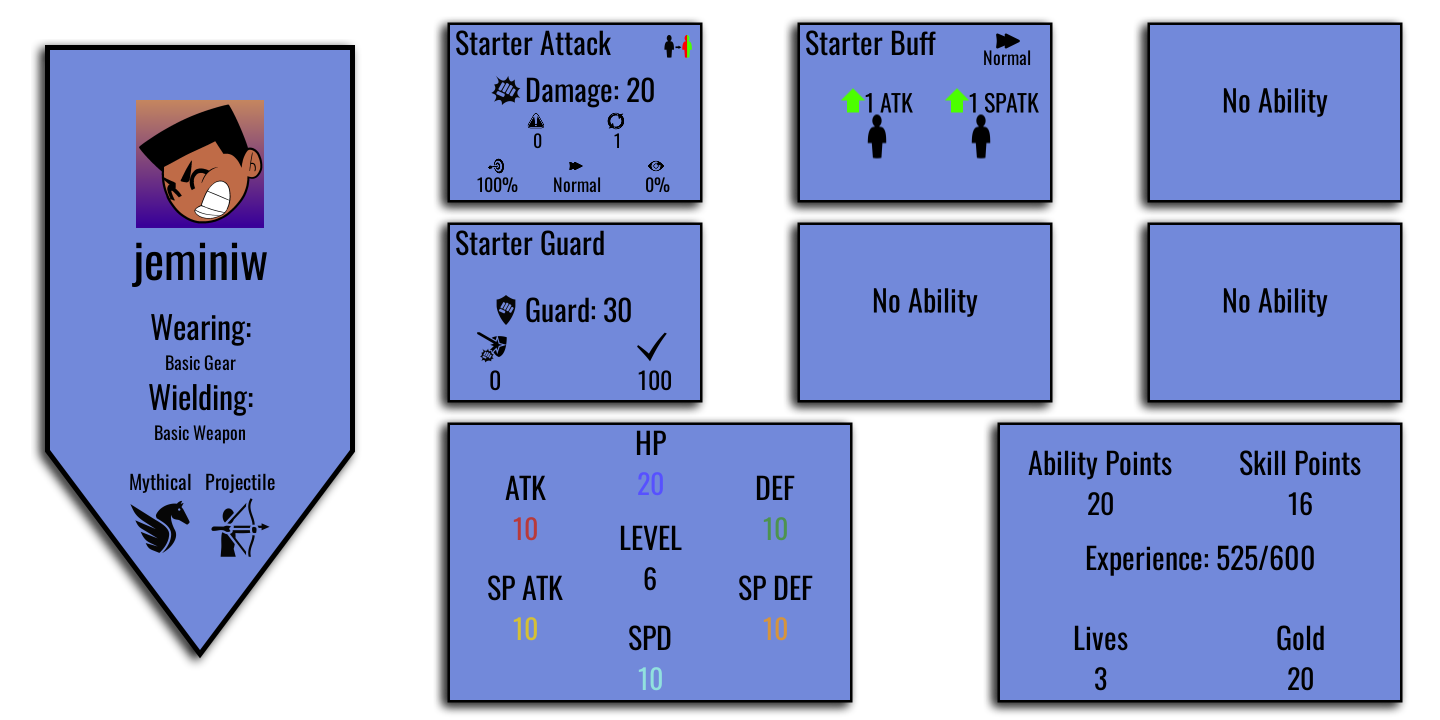 jeminiw
Wearing:
Basic Gear
Wielding:
Basic Weapon
Mythical Projectile
Starter Attack
Damage: 20
0 1
100% Normal 0%
Starter Buff
Normal
1 ATK 1 SPATK
No Ability
Starter Guard
Guard: 30
0 100
No Ability
No Ability
HP
20
ATK
10
DEF
10
LEVEL
6
SP ATK
10
SP DEF
10
SPD
10
Ability Points Skill Points
20 16
Experience: 525/600
Lives Gold
3 20